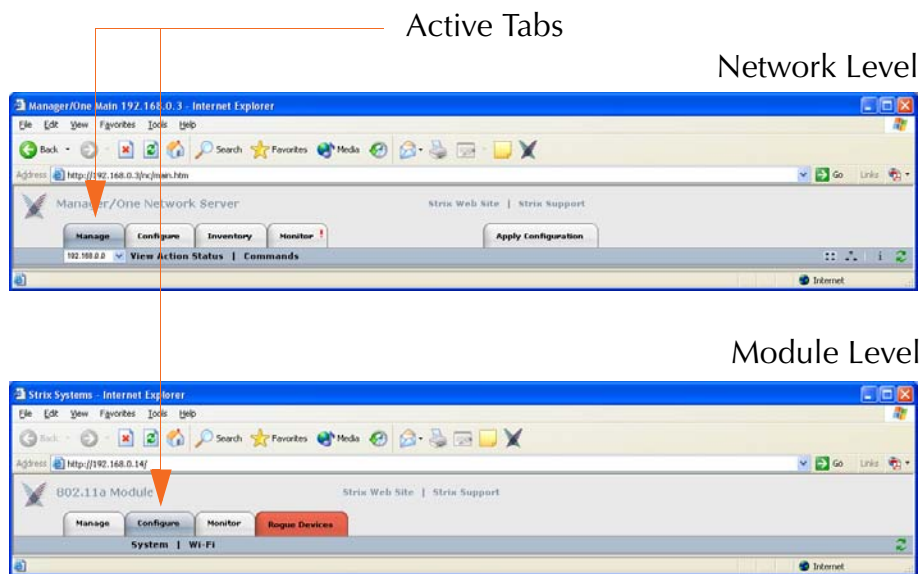 Active Tabs
Network Level
Manager/One Main 192.168.0.3 - Internet Explorer
File Edit View Favorites Tools Help
Back Search Favorites Media
Address http://192.168.0.3/nc/main.htm Go Links
Manager/One Network Server Strix Web Site | Strix Support
Manage Configure Inventory Monitor ! Apply Configuration
192.168.0.0 View Action Status | Commands i
Internet
Module Level
Strix Systems - Internet Explorer
File Edit View Favorites Tools Help
Back Search Favorites Media
Address http://192.168.0.14/ Go Links
802.11a Module Strix Web Site | Strix Support
Manage Configure Monitor Rogue Devices
System | Wi-Fi
Internet